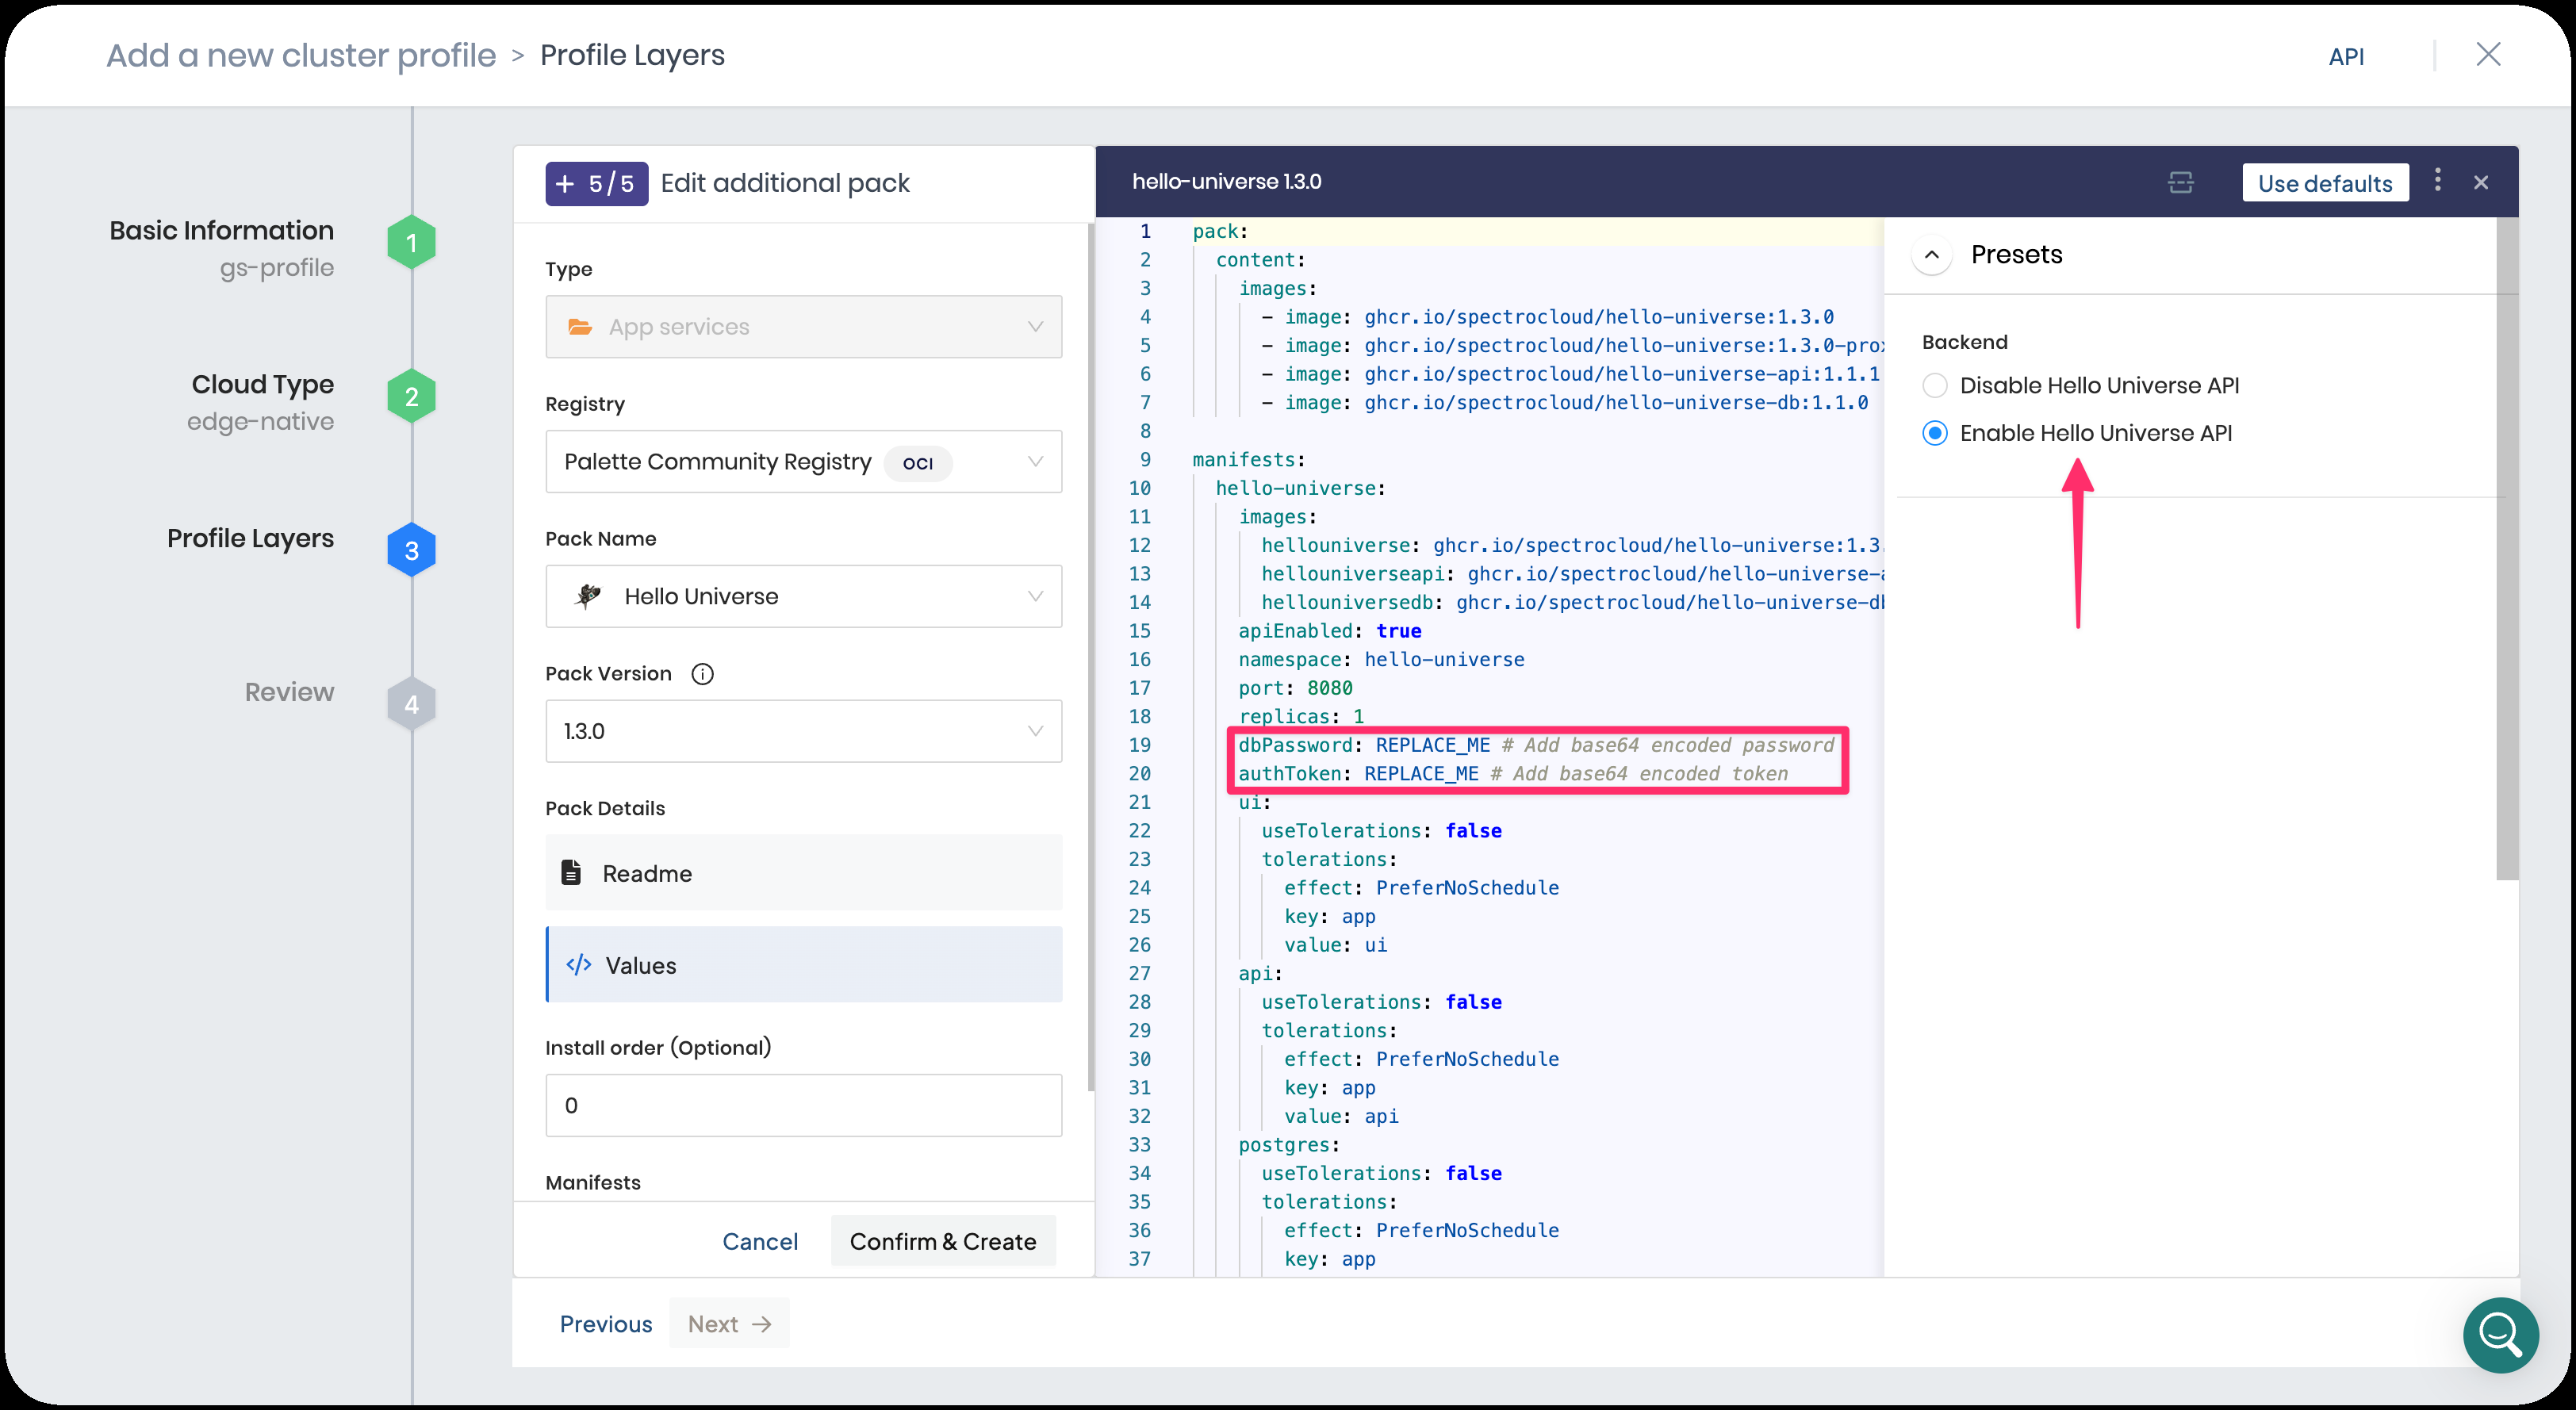 Add a new cluster profile > Profile Layers
API
Basic Information
gs-profile
1
Cloud Type
edge-native
2
Profile Layers
3
Review
4
+ 5/5 Edit additional pack
Type
App services
Registry
Palette Community Registry OCI
Pack Name
Hello Universe
Pack Version
1.3.0
Pack Details
Readme
</> Values
Install order (Optional)
0
Manifests
Cancel
Confirm & Create
Previous
Next →
hello-universe 1.3.0
Use defaults
1 pack:
2 content:
3 images:
4 - image: ghcr.io/spectrocloud/hello-universe:1.3.0
5 - image: ghcr.io/spectrocloud/hello-universe:1.3.0-prox
6 - image: ghcr.io/spectrocloud/hello-universe-api:1.1.1
7 - image: ghcr.io/spectrocloud/hello-universe-db:1.1.0
8
9 manifests:
10 hello-universe:
11 images:
12 hellouniverse: ghcr.io/spectrocloud/hello-universe:1.3.
13 hellouniverseapi: ghcr.io/spectrocloud/hello-universe-a
14 hellouniversedb: ghcr.io/spectrocloud/hello-universe-db
15 apiEnabled: true
16 namespace: hello-universe
17 port: 8080
18 replicas: 1
19 dbPassword: REPLACE_ME # Add base64 encoded password
20 authToken: REPLACE_ME # Add base64 encoded token
21 ui:
22 useTolerations: false
23 tolerations:
24 effect: PreferNoSchedule
25 key: app
26 value: ui
27 api:
28 useTolerations: false
29 tolerations:
30 effect: PreferNoSchedule
31 key: app
32 value: api
33 postgres:
34 useTolerations: false
35 tolerations:
36 effect: PreferNoSchedule
37 key: app
Presets
Backend
Disable Hello Universe API
Enable Hello Universe API